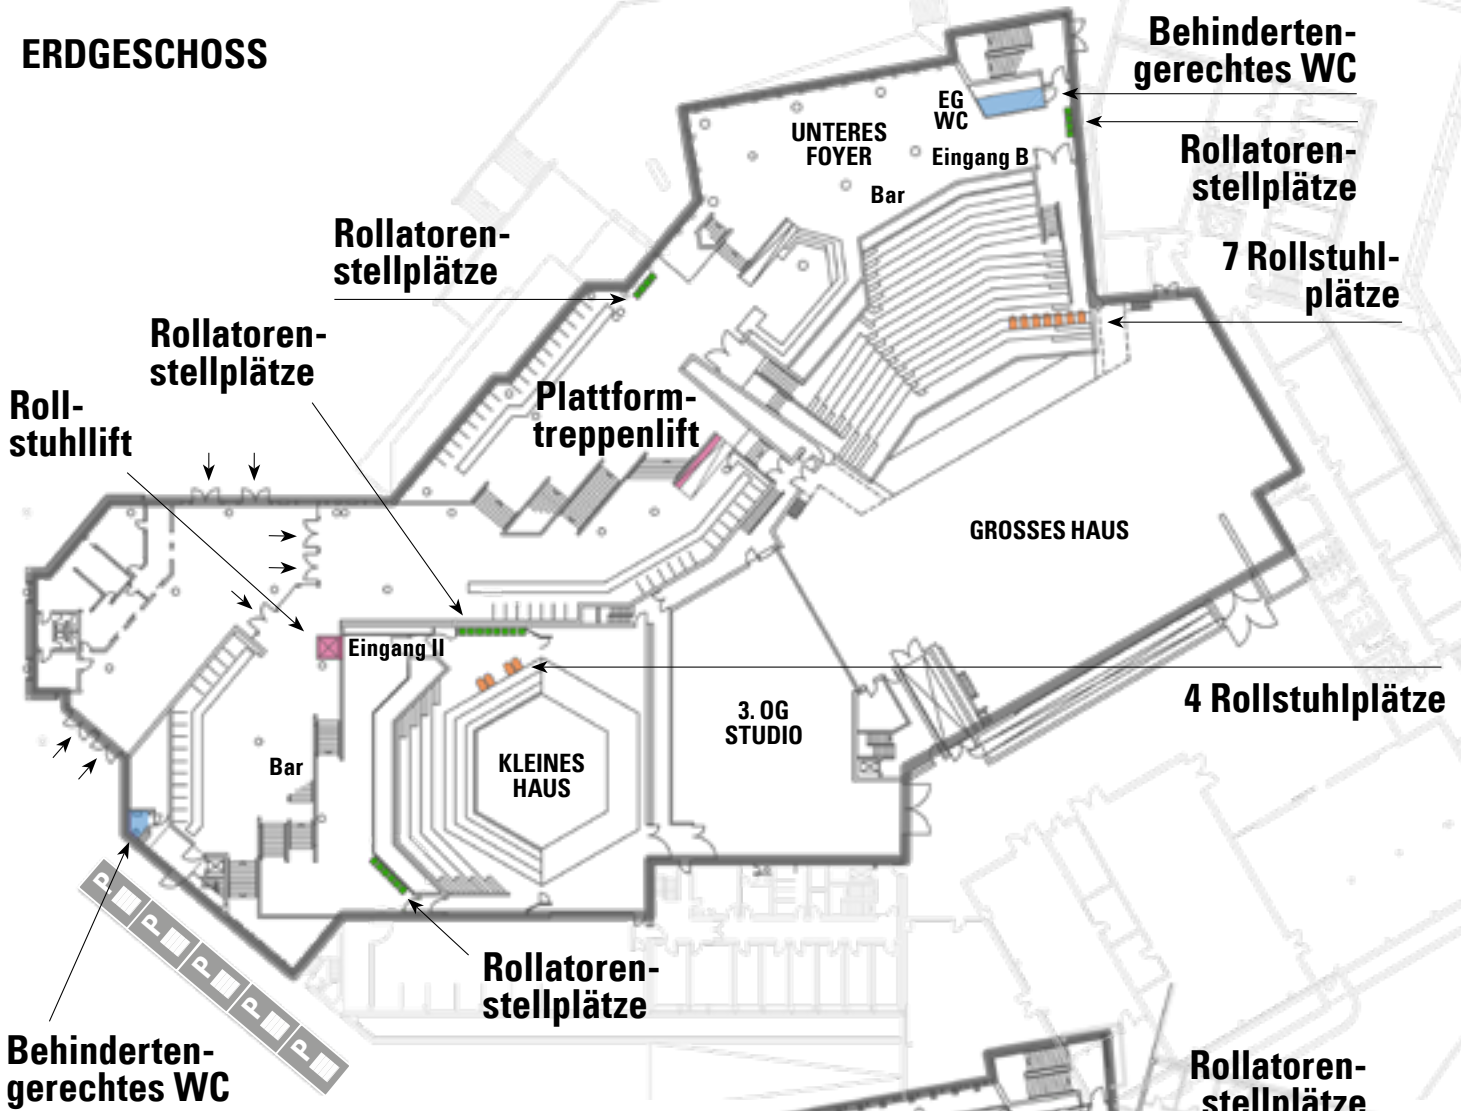 ERDGESCHOSS
Behinderten-
gerechtes WC
EG
WC
UNTERES
FOYER
Eingang B
Rollatoren-
stellplätze
Bar
Rollatoren-
stellplätze
7 Rollstuhl-
plätze
Rollatoren-
stellplätze
Roll-
stuhllift
Plattform-
treppenlift
GROSSES HAUS
Eingang II
4 Rollstuhlplätze
3. OG
STUDIO
KLEINES
HAUS
Bar
P
P
P
P
P
Rollatoren-
stellplätze
Behinderten-
gerechtes WC
Rollatoren-
stellplätze